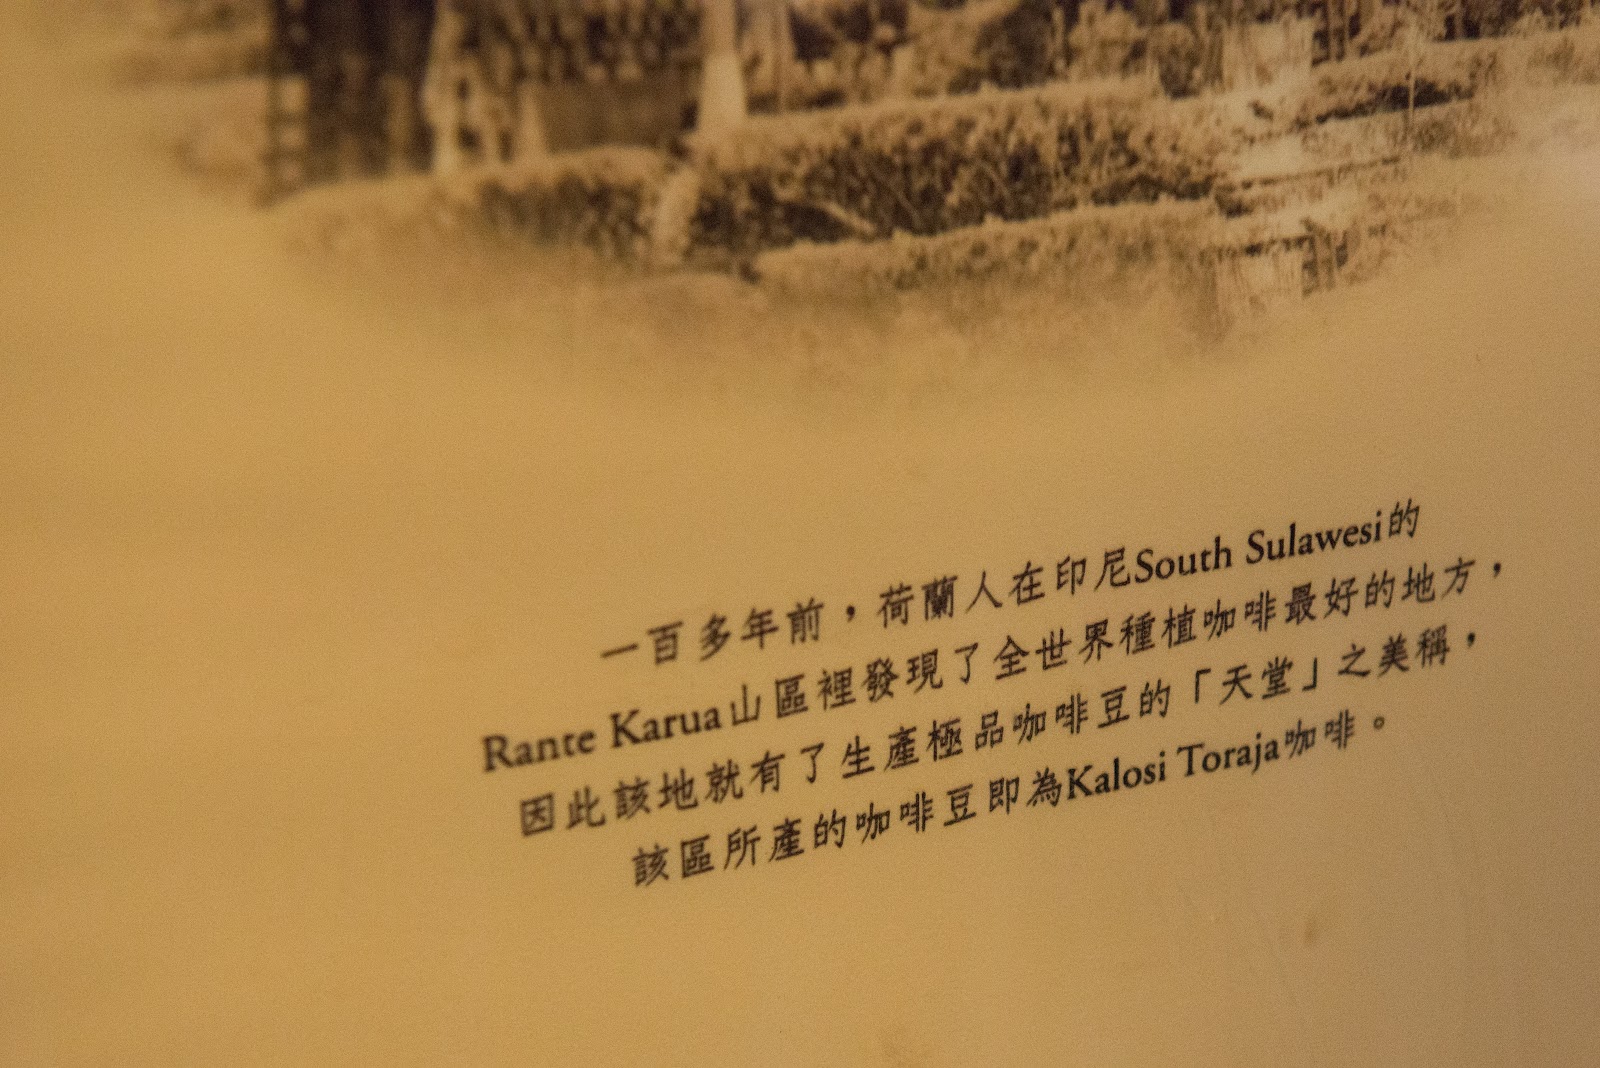 一百多年前，荷蘭人在印尼South Sulawesi的
Rante Karua山區裡發現了全世界種植咖啡最好的地方，
因此該地就有了生產極品咖啡豆的「天堂」之美稱，
該區所產的咖啡豆即為Kalosi Toraja咖啡。